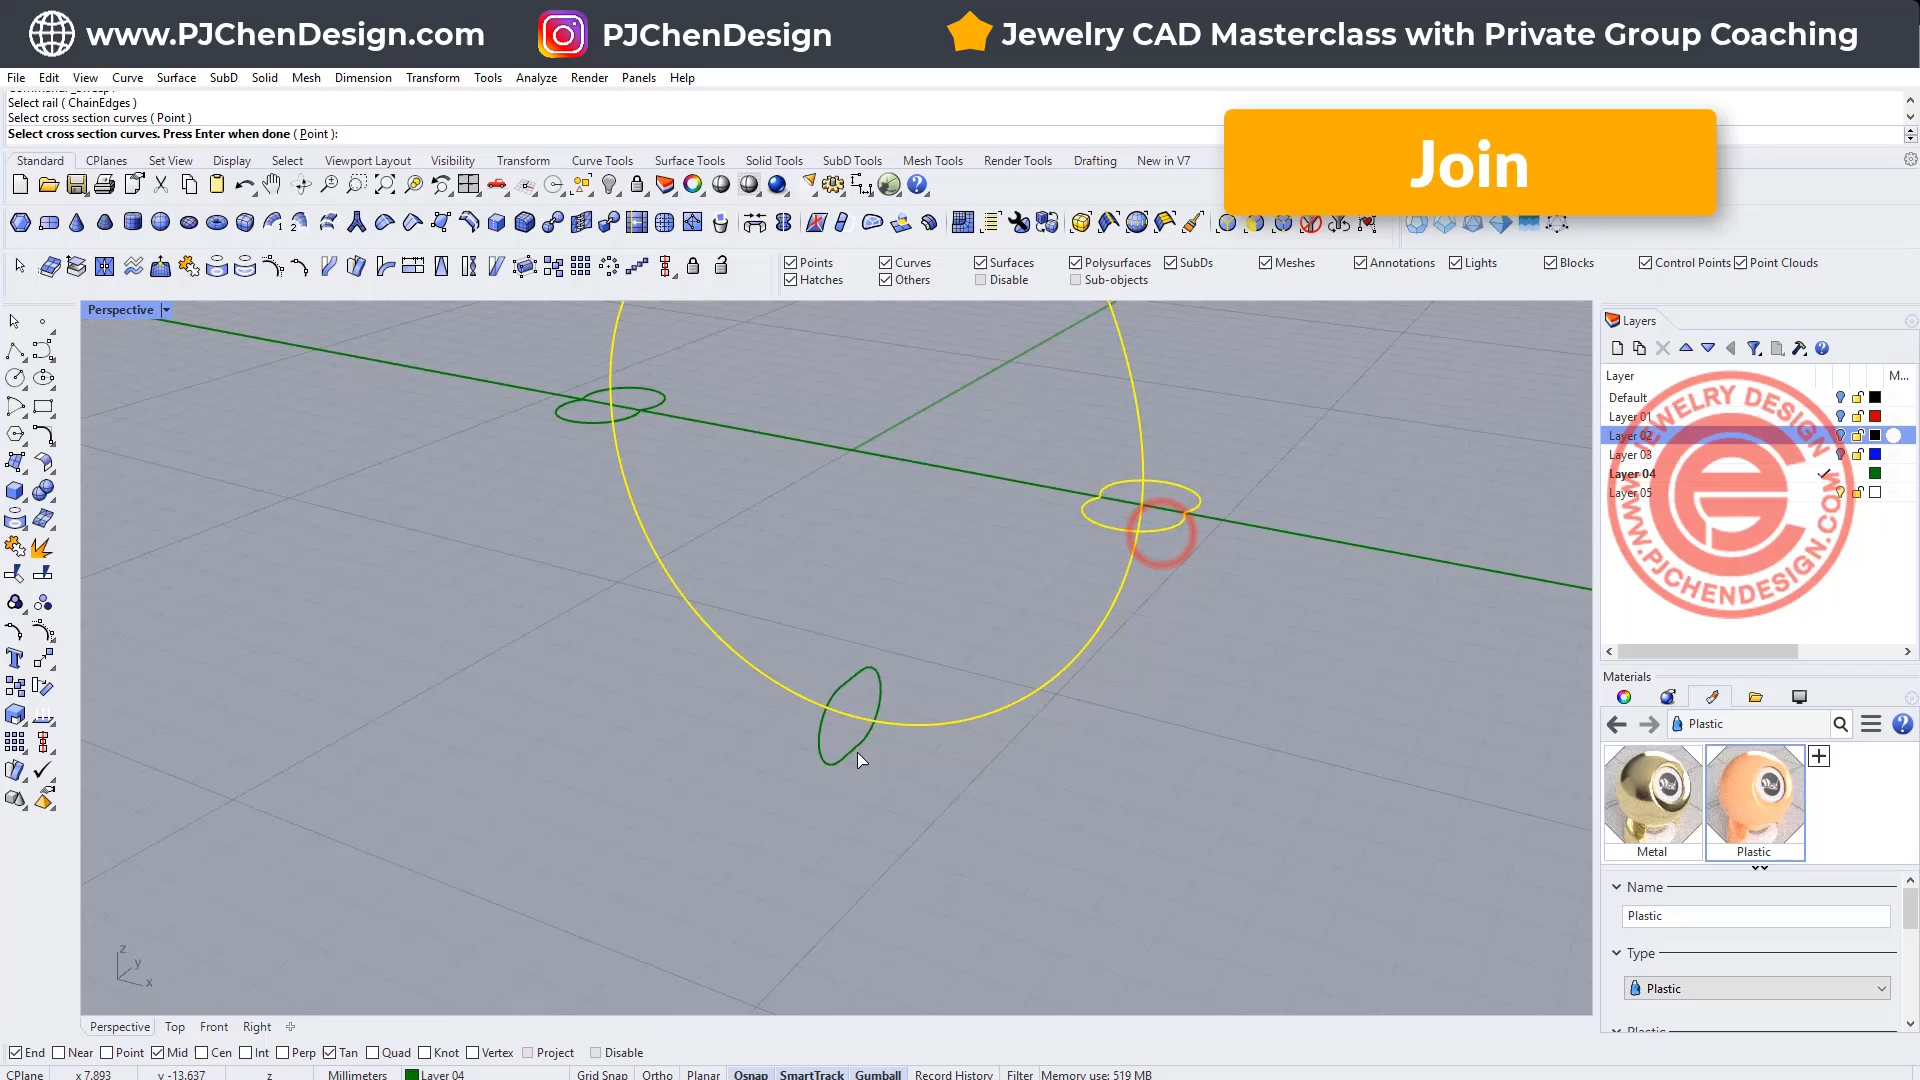 www.PJChenDesign.com PJChenDesign Jewelry CAD Masterclass with Private Group Coaching
File Edit View Curve Surface SubD Solid Mesh Dimension Transform Tools Analyze Render Panels Help
Select rail ( ChainEdges )
Select cross section curves ( Point )
Select cross section curves. Press Enter when done ( Point ):
Join
Standard CPlanes Set View Display Select Viewport Layout Visibility Transform Curve Tools Surface Tools Solid Tools SubD Tools Mesh Tools Render Tools Drafting New in V7
Points Curves Surfaces Polysurfaces SubDs Meshes Annotations Lights Blocks Control Points Point Clouds
Hatches Others Disable Sub-objects
Perspective
Layers
Layer M...
Default
Layer 01
Layer 02
Layer 03
Layer 04
Layer 05
JEWELRY DESIGN
WWW.PJCHENDESIGN.COM
Materials
Plastic
Metal Plastic
Name
Plastic
Type
Plastic
Plastic
z
y
x
Perspective Top Front Right
End Near Point Mid Cen Int Perp Tan Quad Knot Vertex Project Disable
CPlane x 7.893 y -13.637 z Millimeters Layer 04 Grid Snap Ortho Planar Osnap SmartTrack Gumball Record History Filter Memory use: 519 MB